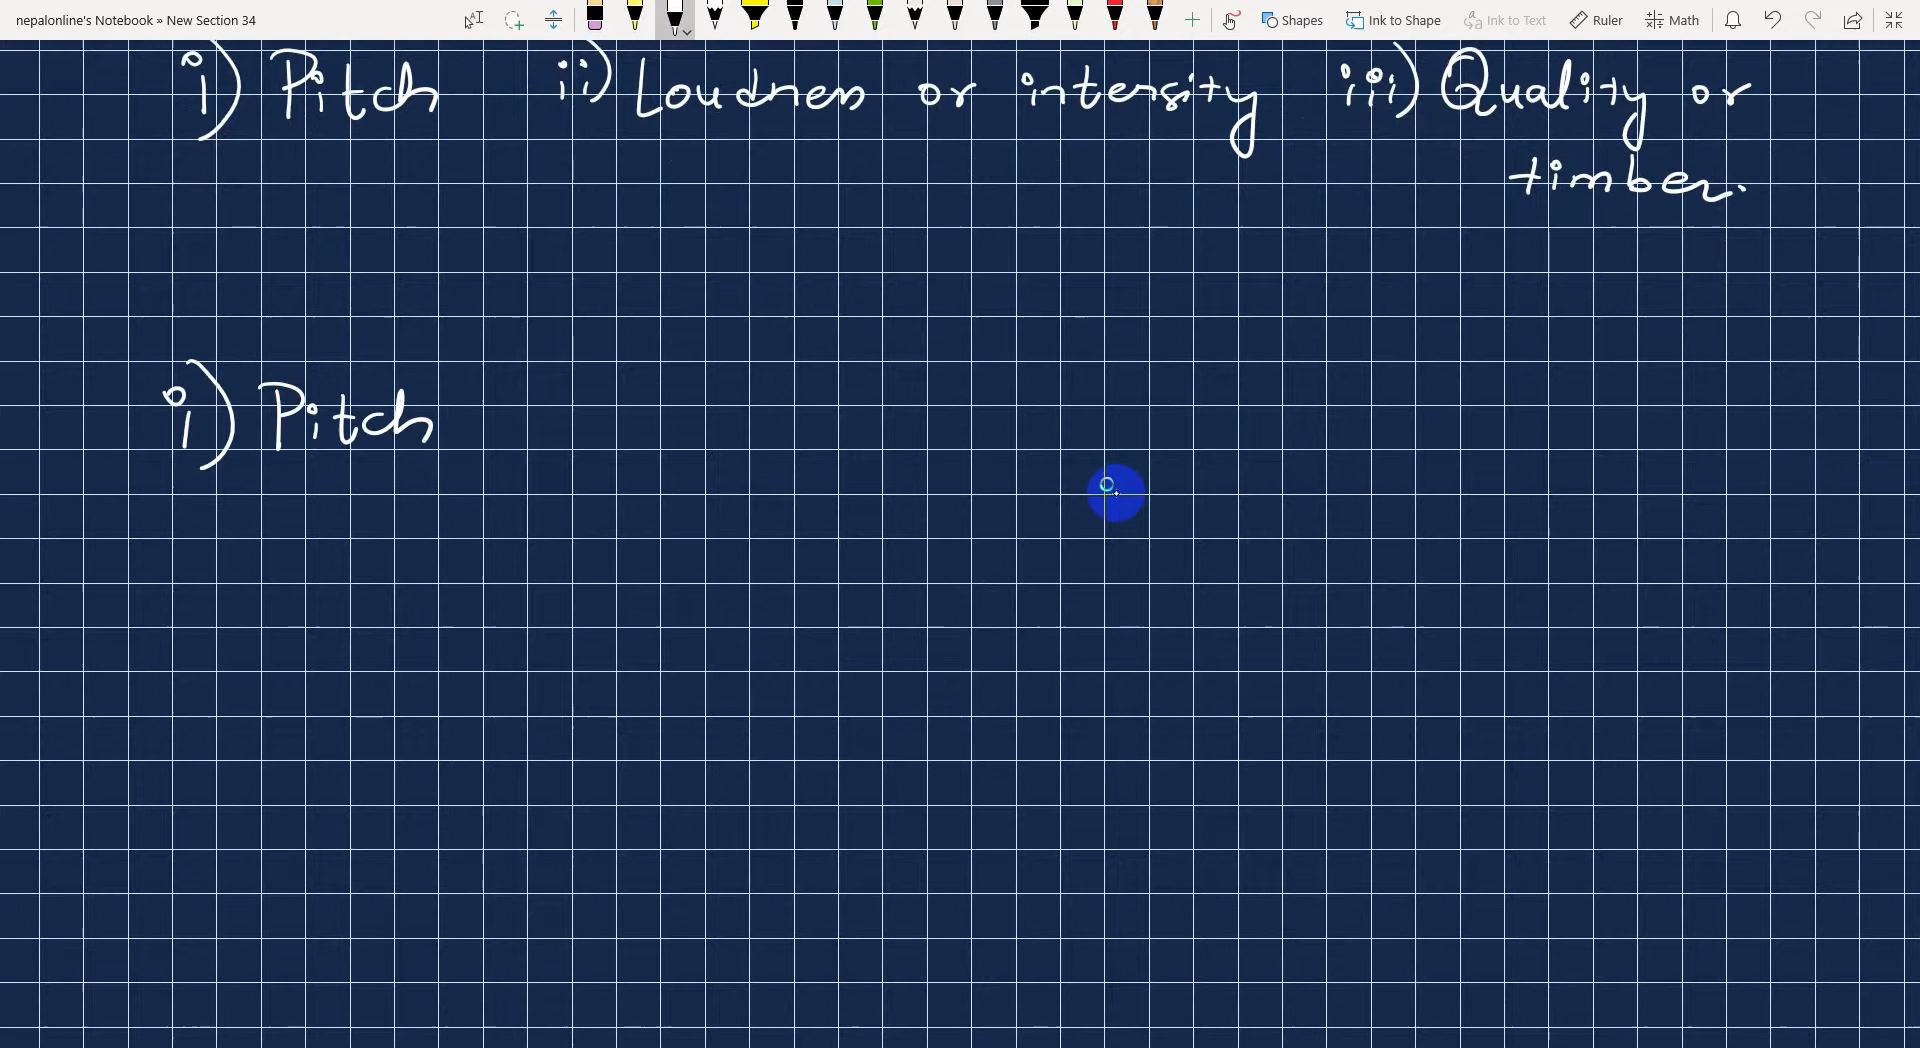 nepalonline's Notebook » New Section 34
Shapes
Ink to Shape
Ink to Text
Ruler
Math
i) Pitch ii) Loudness or intensity iii) Quality or
timber.
i) Pitch